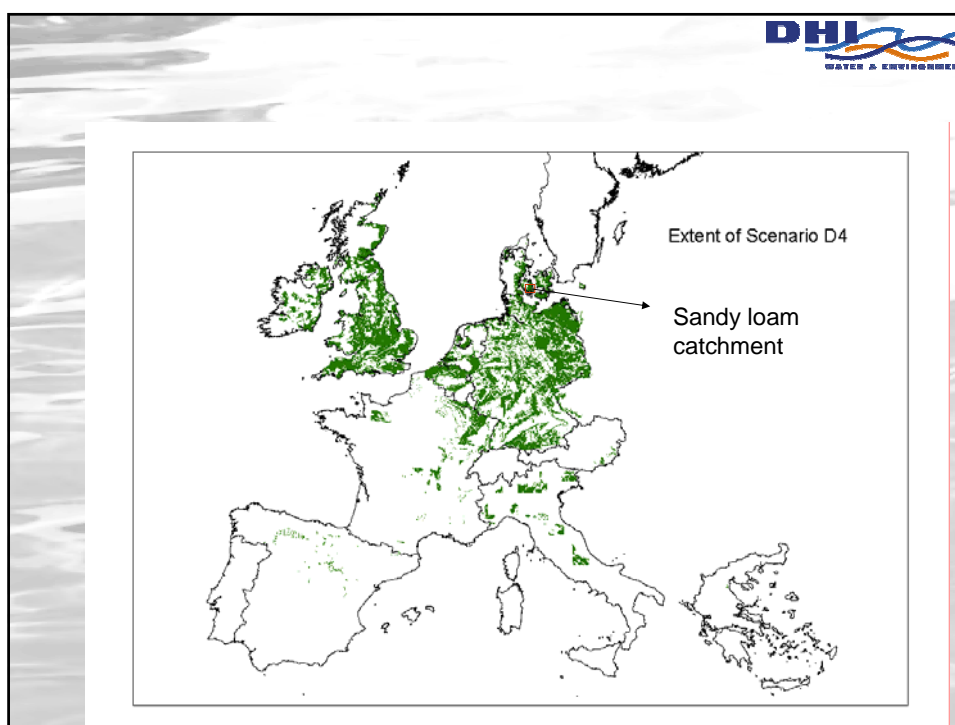 DHI
WATER & ENVIRONMENT
Extent of Scenario D4
Sandy loam
catchment